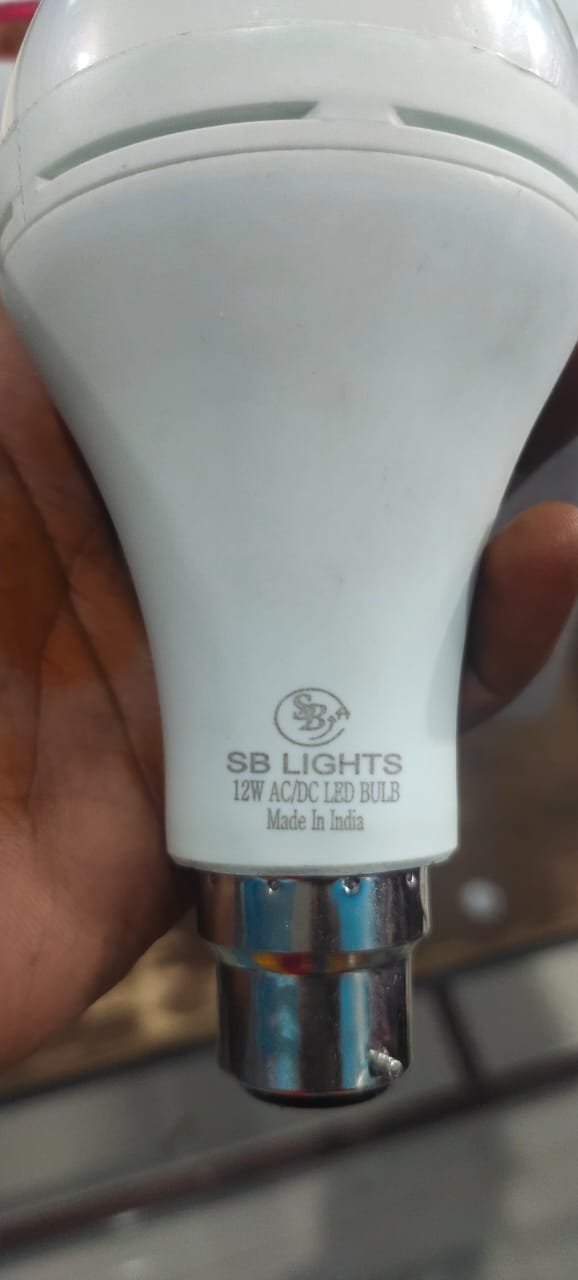 SB
SB LIGHTS
12W AC/DC LED BULB
Made In India